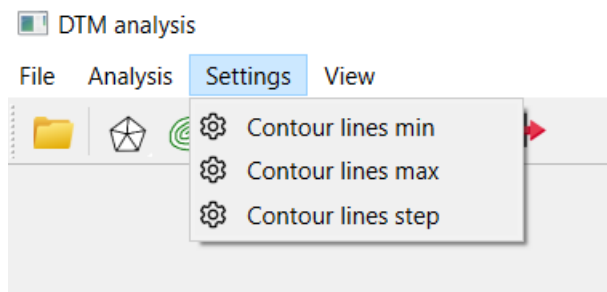 DTM analysis
File Analysis Settings View
Contour lines min
Contour lines max
Contour lines step